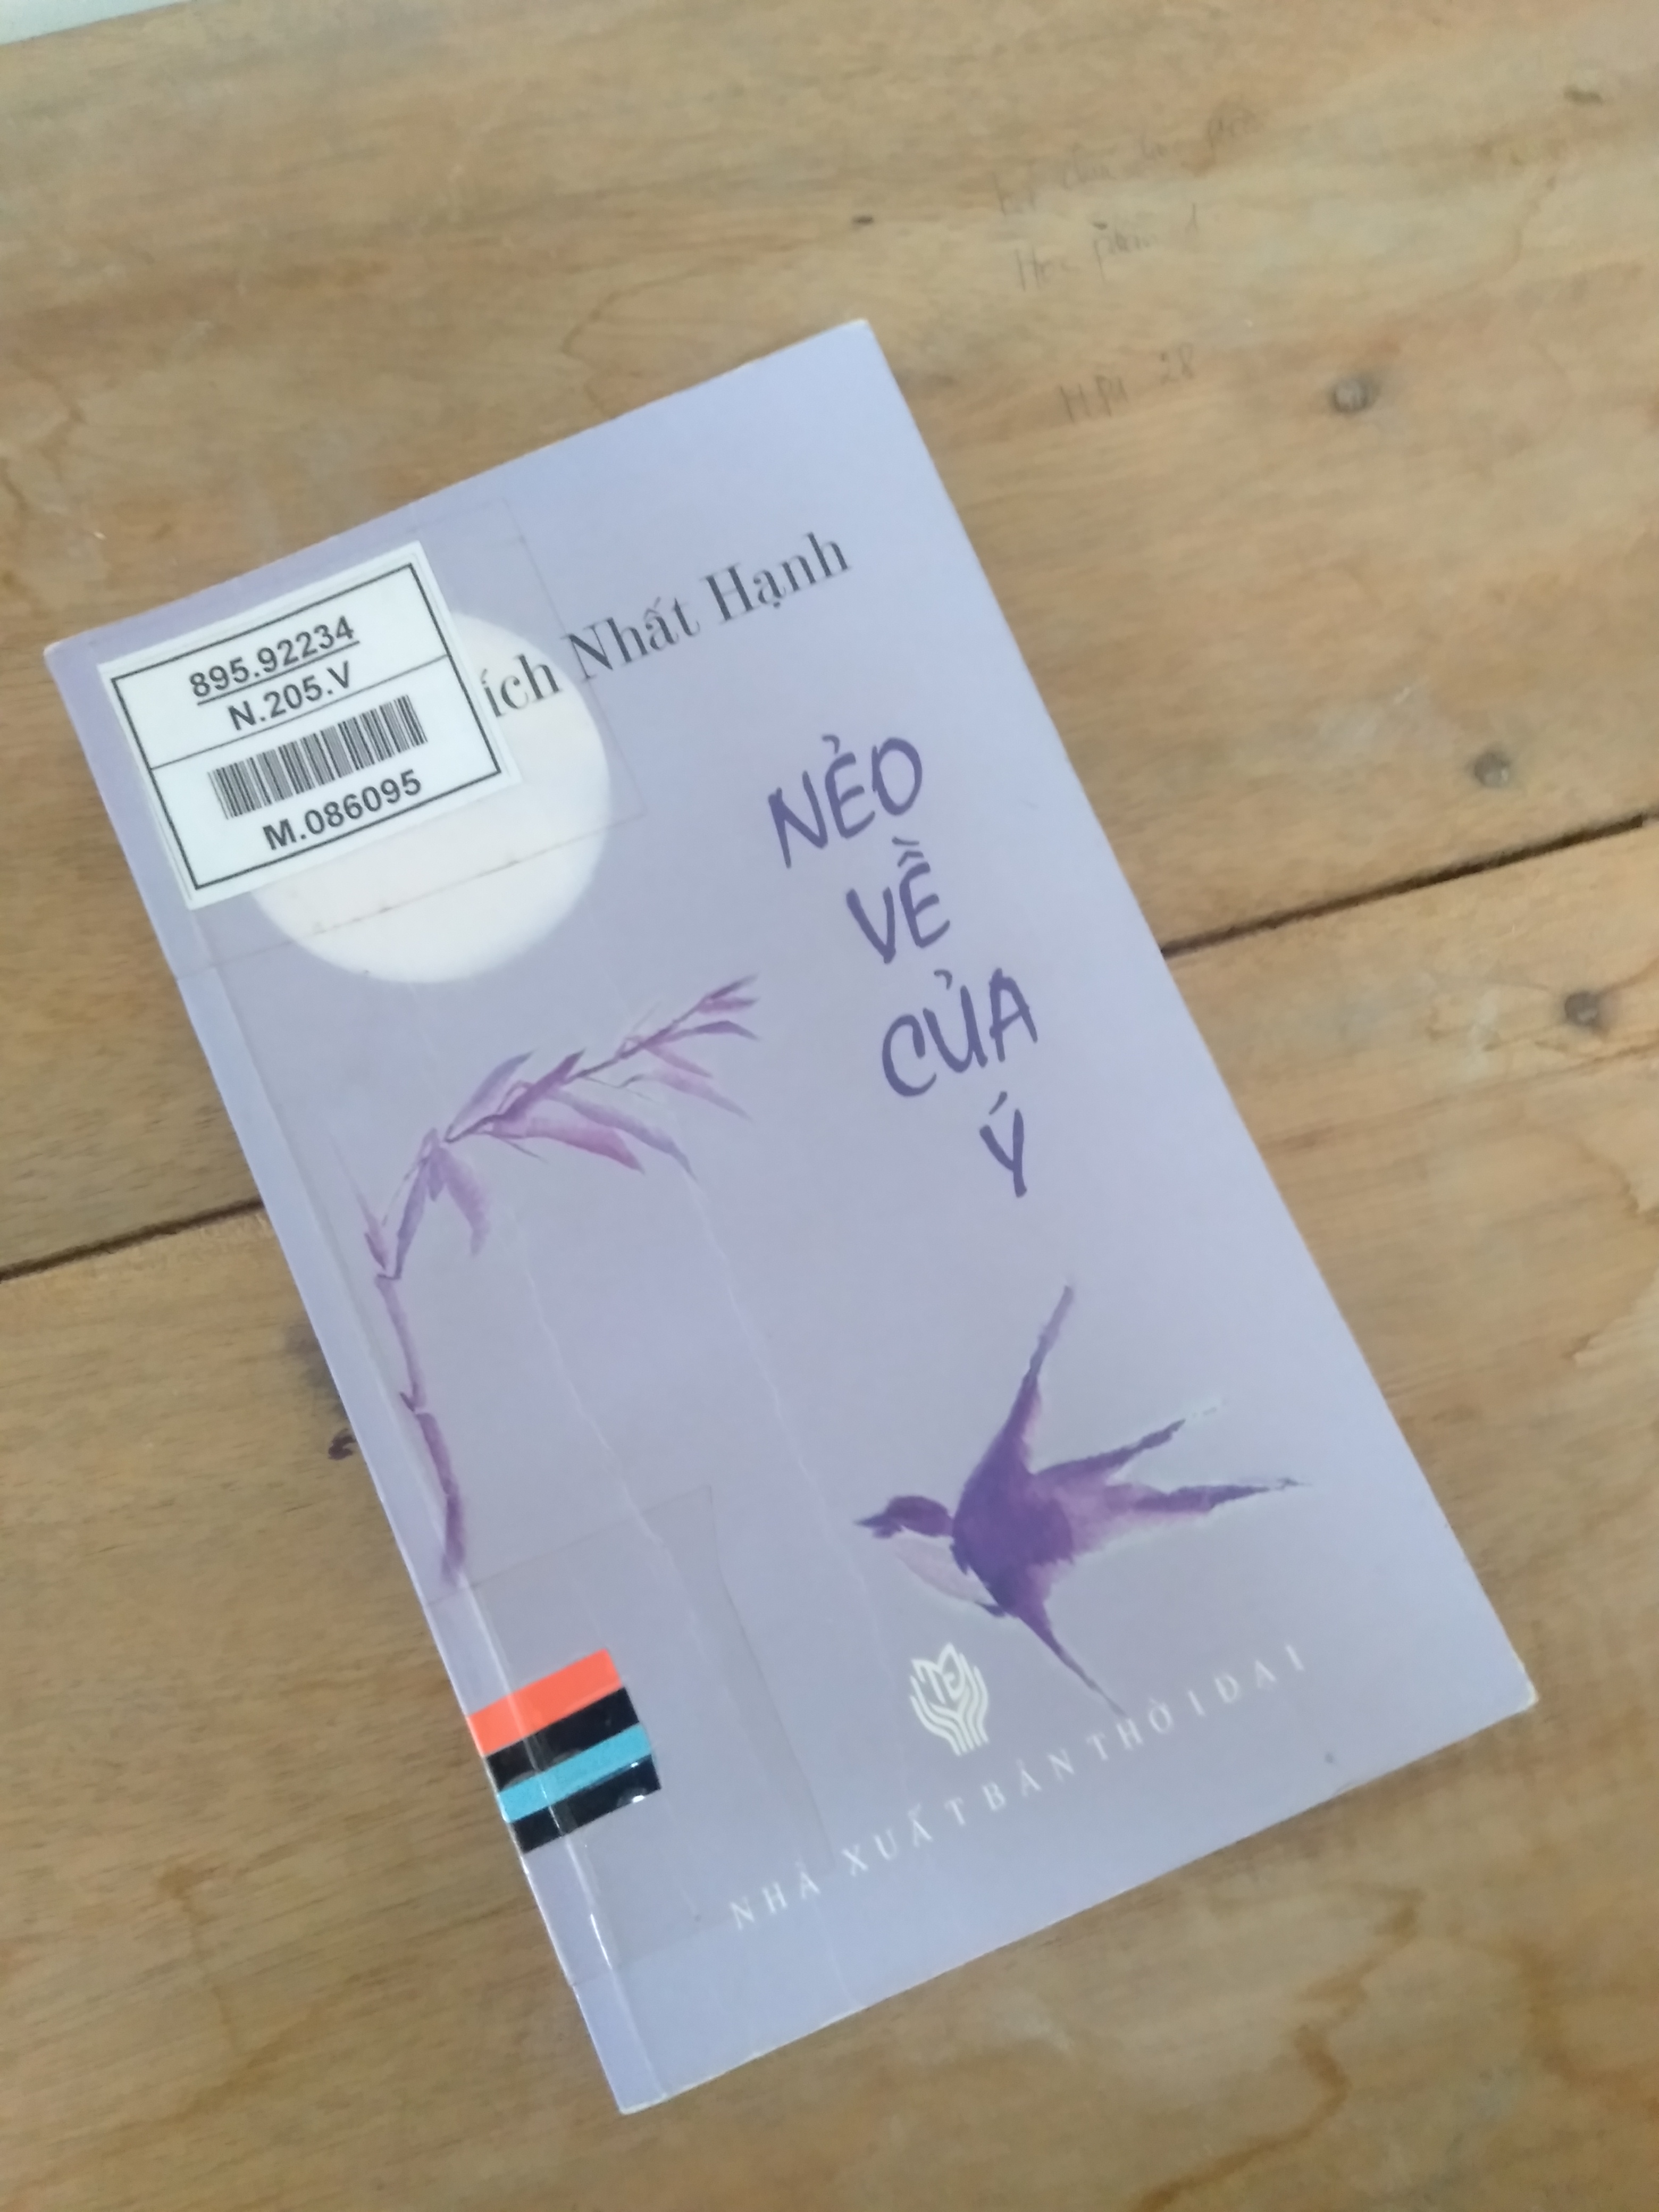 895.92234
N.205.V
M.086095
ích Nhất Hạnh
NẺO
VỀ
CỦA
Ý
NHÀ XUẤT BẢN THỜI ĐẠI